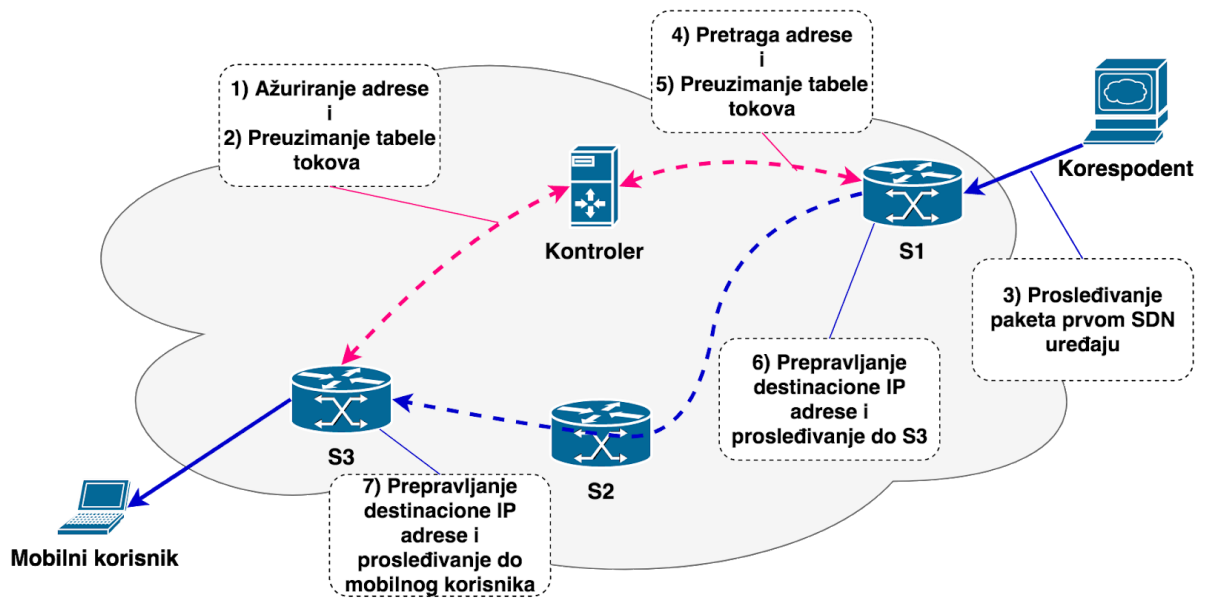 1) Ažuriranje adrese
i
2) Preuzimanje tabele
tokova
4) Pretraga adrese
i
5) Preuzimanje tabele
tokova
Korespodent
Kontroler
S1
3) Prosleđivanje
paketa prvom SDN
uređaju
6) Prepravljanje
destinacione IP
adrese i
prosleđivanje do S3
S3
S2
7) Prepravljanje
destinacione IP
adrese i
prosleđivanje do
mobilnog korisnika
Mobilni korisnik